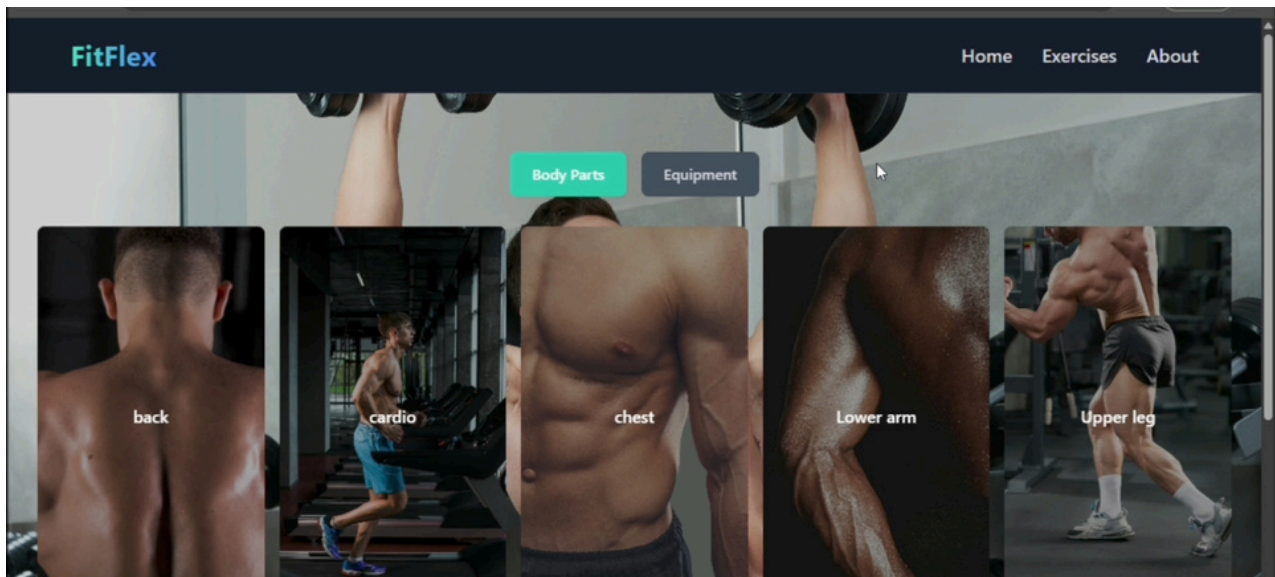 FitFlex
Home Exercises About
Body Parts Equipment
back cardio chest Lower arm Upper leg